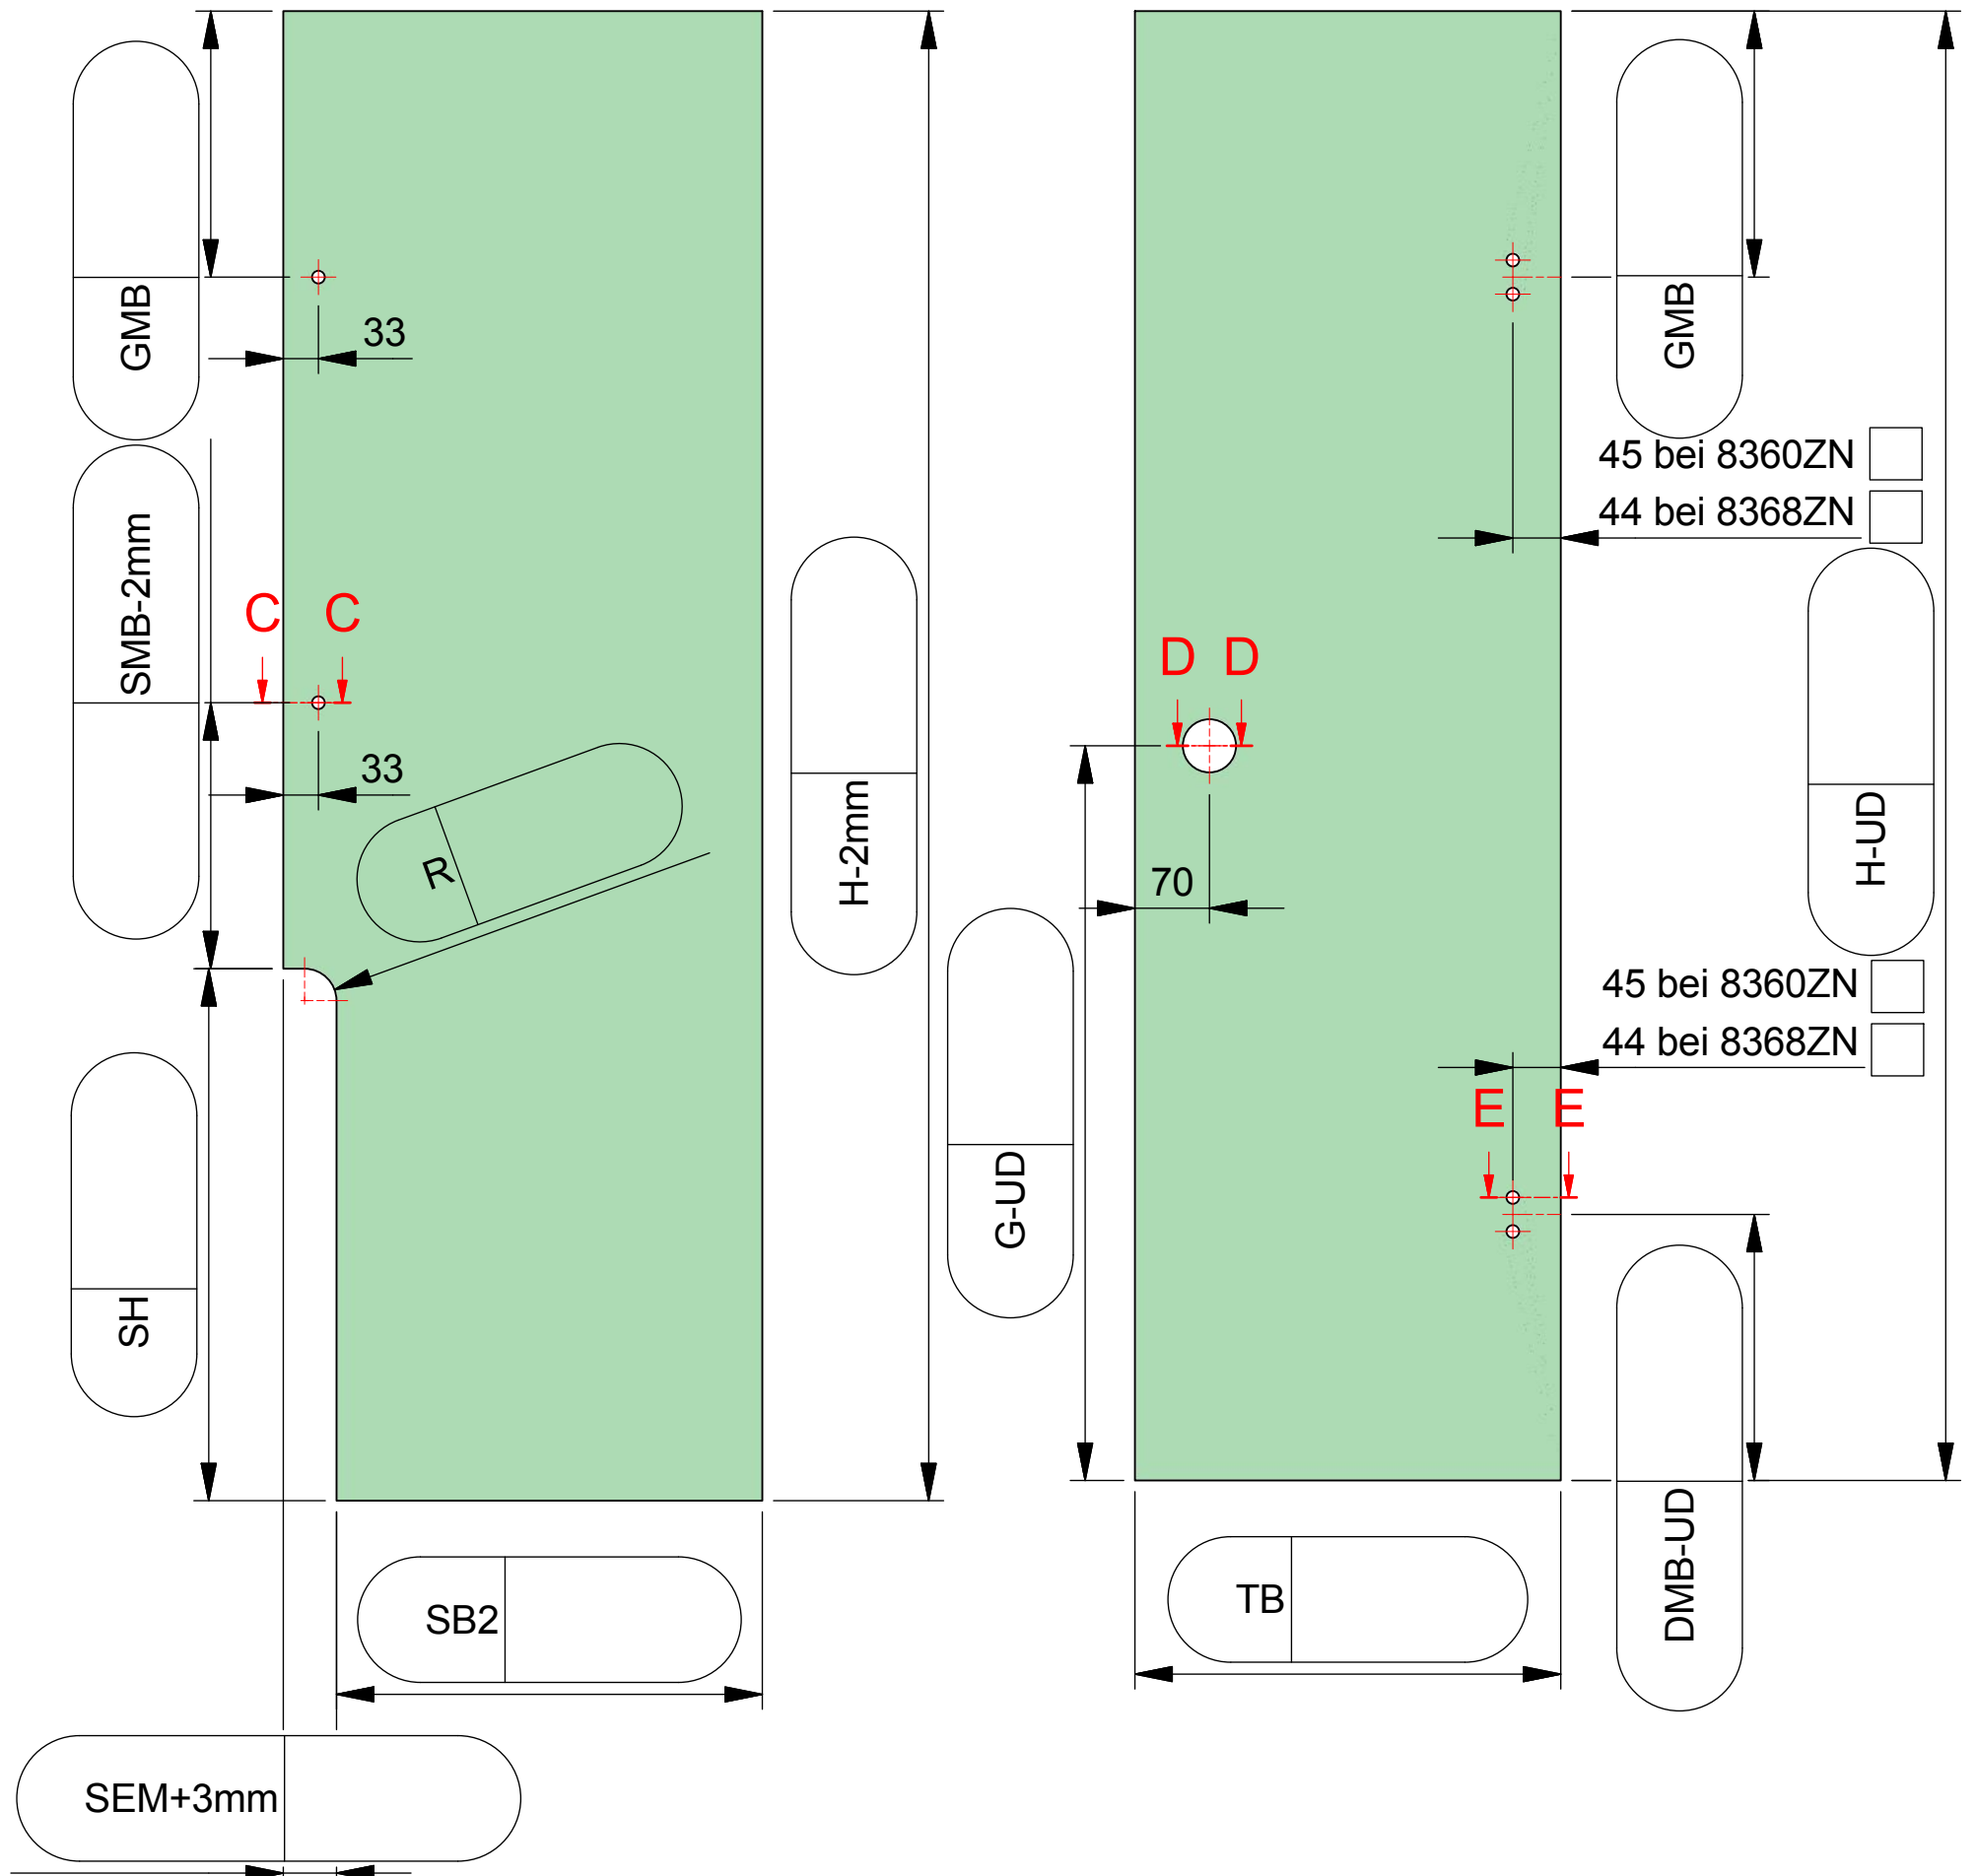 GMB
33
SMB-2mm
C C
33
R
H-2mm
SH
SB2
SEM+3mm
GMB
45 bei 8360ZN
44 bei 8368ZN
D D
70
H-UD
G-UD
45 bei 8360ZN
44 bei 8368ZN
E E
TB
DMB-UD